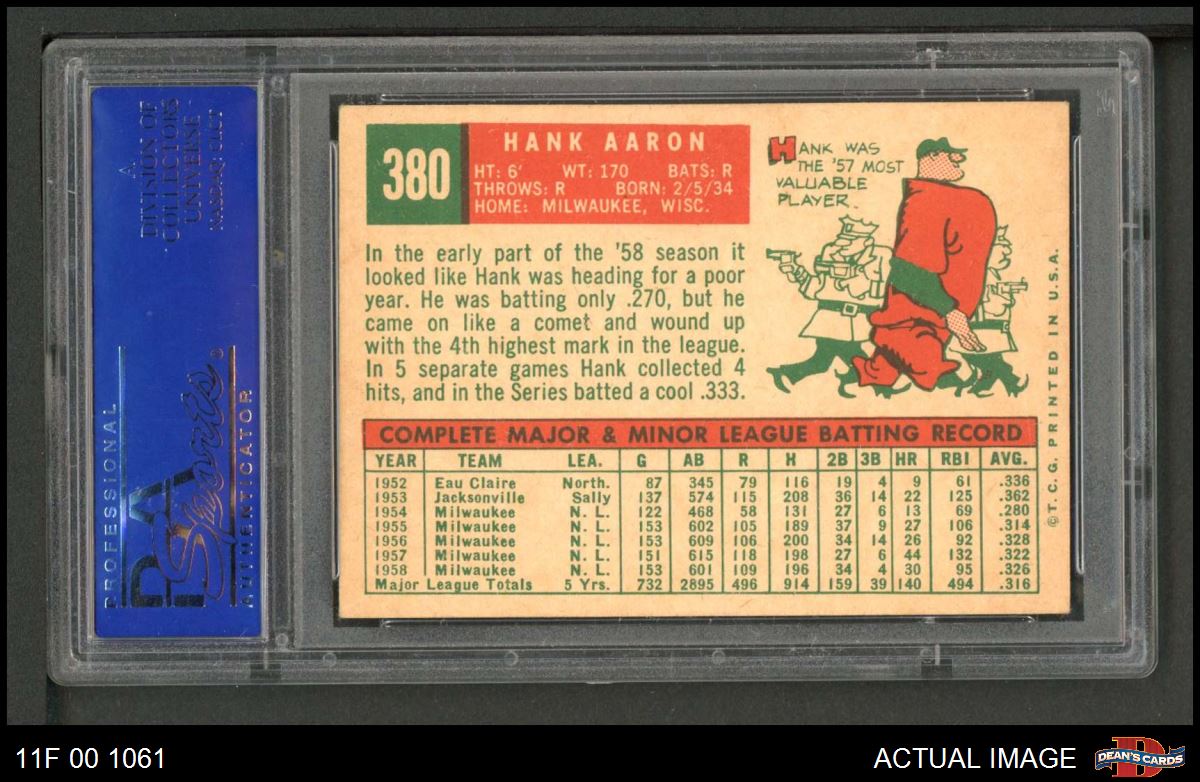 A
DIVISION OF
COLLECTORS
UNIVERSE
NASDAQ: CLCT
PROFESSIONAL
PSA
Sports
AUTHENTICATOR
380
HANK AARON
HT: 6' WT: 170 BATS: R
THROWS: R BORN: 2/5/34
HOME: MILWAUKEE, WISC.
HANK WAS
THE '57 MOST
VALUABLE
PLAYER.
In the early part of the '58 season it
looked like Hank was heading for a poor
year. He was batting only .270, but he
came on like a comet and wound up
with the 4th highest mark in the league.
In 5 separate games Hank collected 4
hits, and in the Series batted a cool .333.
COMPLETE MAJOR & MINOR LEAGUE BATTING RECORD
YEAR TEAM LEA. G AB R H 2B 3B HR RBI AVG.
1952 Eau Claire North. 87 345 79 116 19 4 9 61 .336
1953 Jacksonville Sally 137 574 115 208 36 14 22 125 .362
1954 Milwaukee N. L. 122 468 58 131 27 6 13 69 .280
1955 Milwaukee N. L. 153 602 105 189 37 9 27 106 .314
1956 Milwaukee N. L. 153 609 106 200 34 14 26 92 .328
1957 Milwaukee N. L. 151 615 118 198 27 6 44 132 .322
1958 Milwaukee N. L. 153 601 109 196 34 4 30 95 .326
Major League Totals 5 Yrs. 732 2895 496 914 159 39 140 494 .316
© T. C. G. PRINTED IN U. S. A.
11F 00 1061
ACTUAL IMAGE
D
DEAN'S CARDS